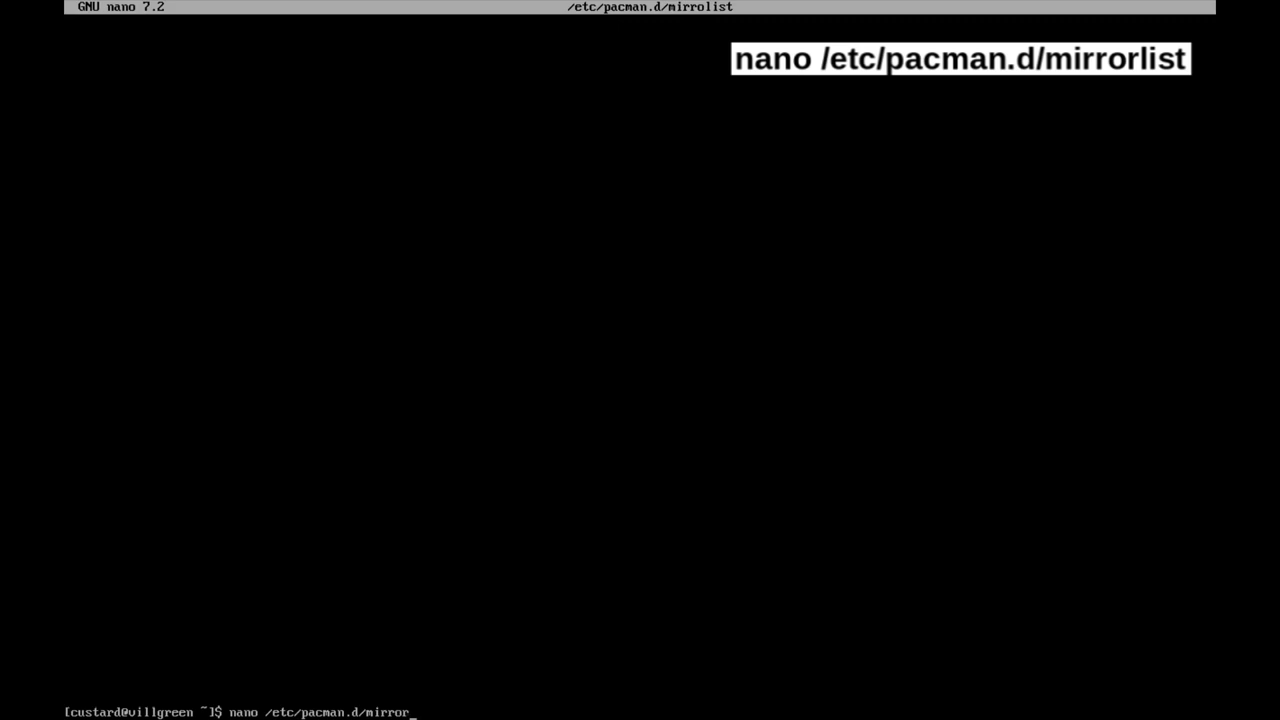 GNU nano 7.2 /etc/pacman.d/mirrolist
nano /etc/pacman.d/mirrorlist
[custard@villgreen ~]$ nano /etc/pacman.d/mirror_